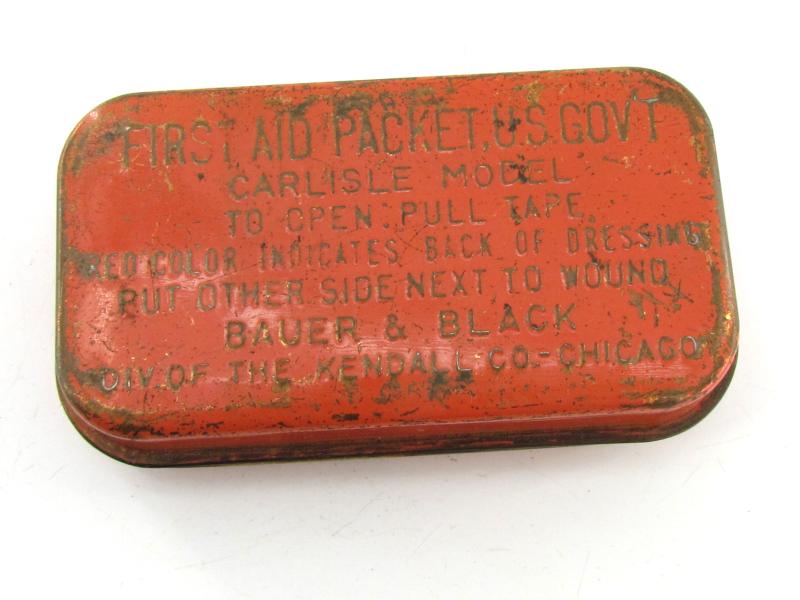 FIRST AID PACKET, U.S. GOV'T
CARLISLE MODEL
TO OPEN: PULL TAPE.
RED COLOR INDICATES BACK OF DRESSING
PUT OTHER SIDE NEXT TO WOUND
BAUER & BLACK
DIV. OF THE KENDALL CO.-CHICAGO